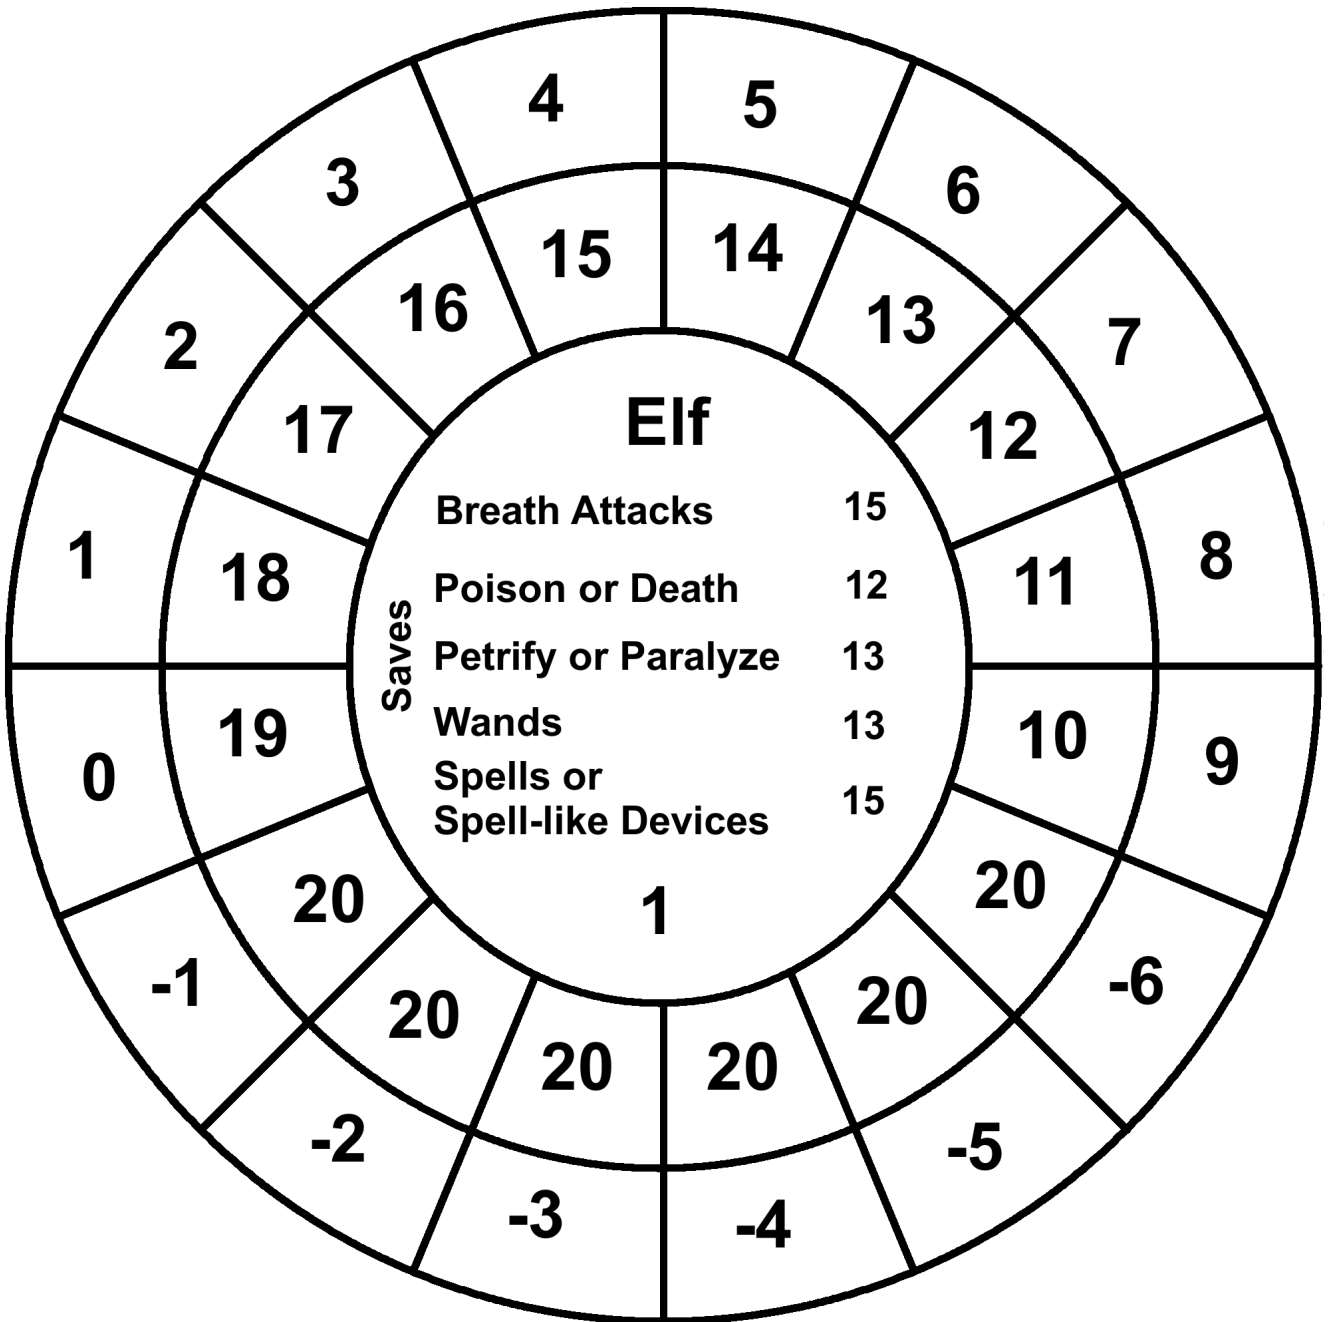 4 5
3 6
15 14
16 13
2 7
17 12
Elf
Breath Attacks 15
1 8
18 11
Poison or Death 12
Saves
Petrify or Paralyze 13
Wands 13
19 10
0 9
Spells or
Spell-like Devices 15
20 20
1
-1 -6
20 20
20 20
-2 -5
-3 -4